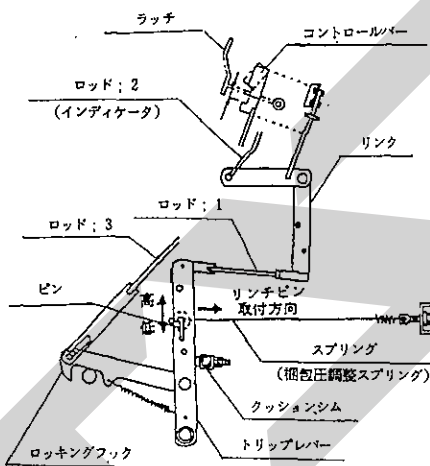 ラッチ
コントロールバー
ロッド；2
(インディケータ)
リンク
ロッド；1
ロッド；3
ピン
高
低
リンチピン
取付方向
スプリング
(梱包圧調整スプリング)
クッションシム
トリップレバー
ロッキングフック